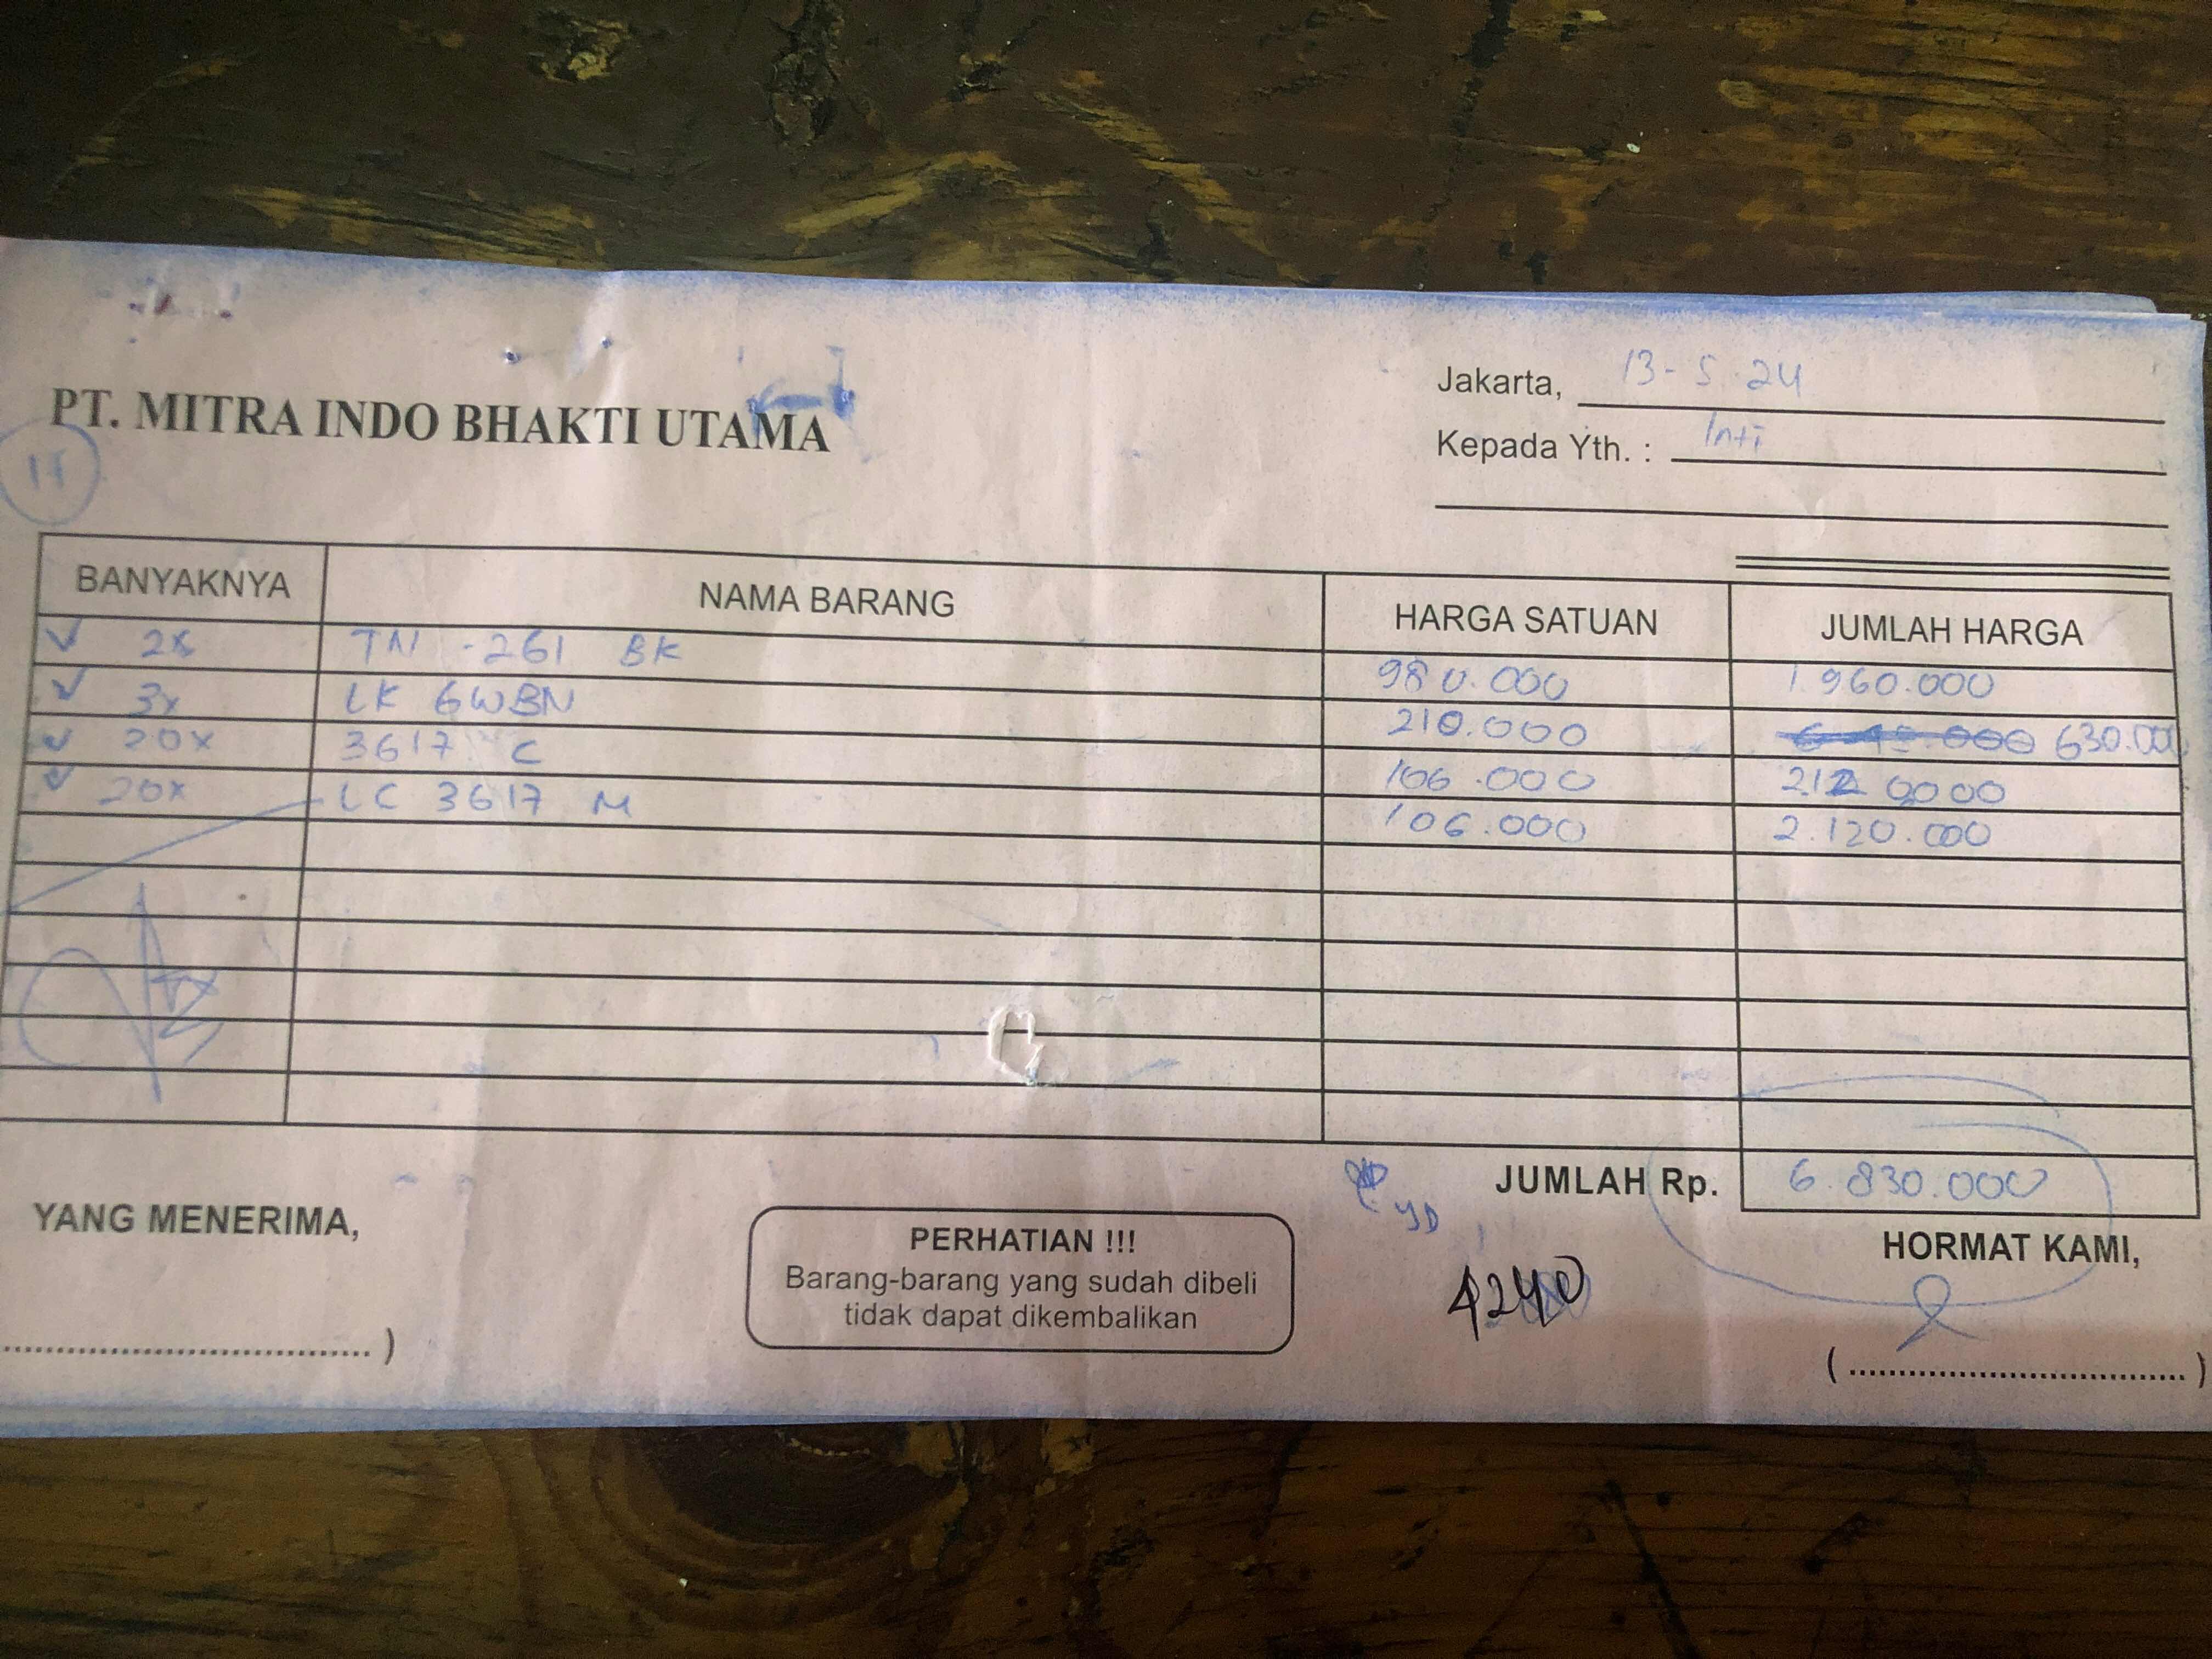 Jakarta, 13-5-24
PT. MITRA INDO BHAKTI UTAMA
Kepada Yth. : Inti
BANYAKNYA NAMA BARANG HARGA SATUAN JUMLAH HARGA
2x TN -261 BK 980.000 1.960.000
3x LK 6WBN 210.000 630.000
20x 3617 C 106.000 2.12 0000
20x LC 3617 M 106.000 2.120.000
JUMLAH Rp. 6.830.000
YANG MENERIMA,
PERHATIAN !!!
Barang-barang yang sudah dibeli
tidak dapat dikembalikan
4240
HORMAT KAMI,